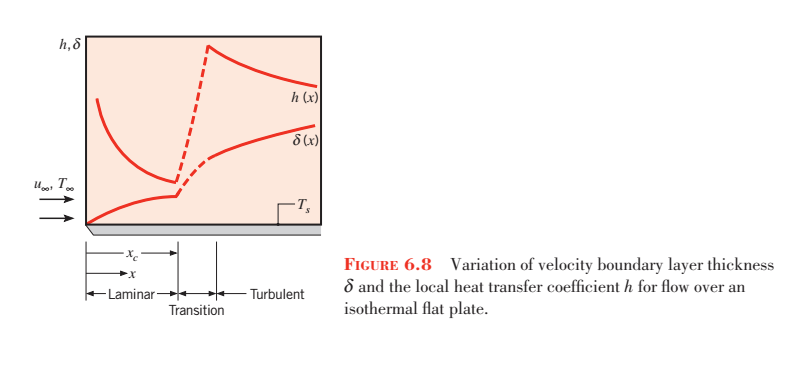 h, δ
h (x)
δ (x)
u∞, T∞
Ts
xc
x
Laminar
Turbulent
Transition
FIGURE 6.8 Variation of velocity boundary layer thickness
δ and the local heat transfer coefficient h for flow over an
isothermal flat plate.